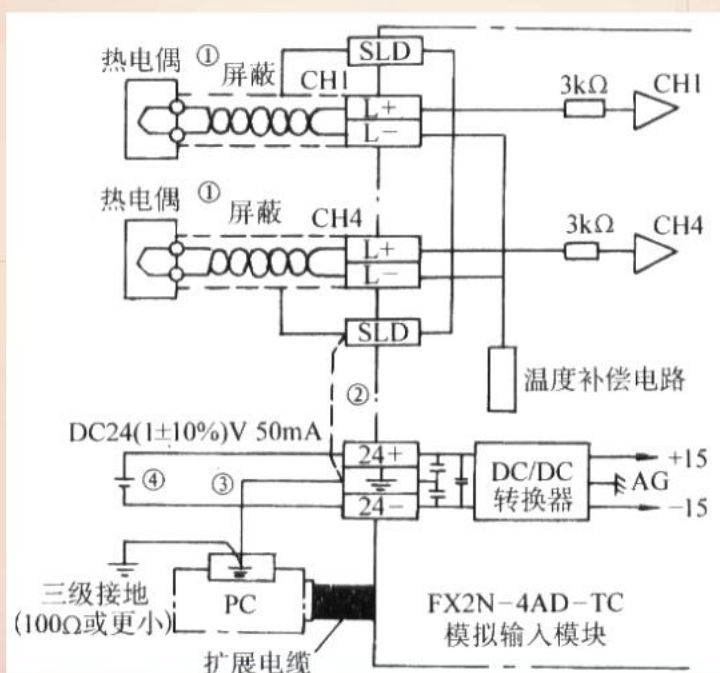 热电偶 ① 屏蔽 CH1
SLD
L+
L−
3kΩ
CH1
热电偶 ① 屏蔽 CH4
L+
L−
3kΩ
CH4
SLD
②
温度补偿电路
DC24(1±10%)V 50mA
24+
24−
④
③
DC/DC
转换器
+15
AG
−15
三级接地
(100Ω或更小)
PC
扩展电缆
FX2N-4AD-TC
模拟输入模块